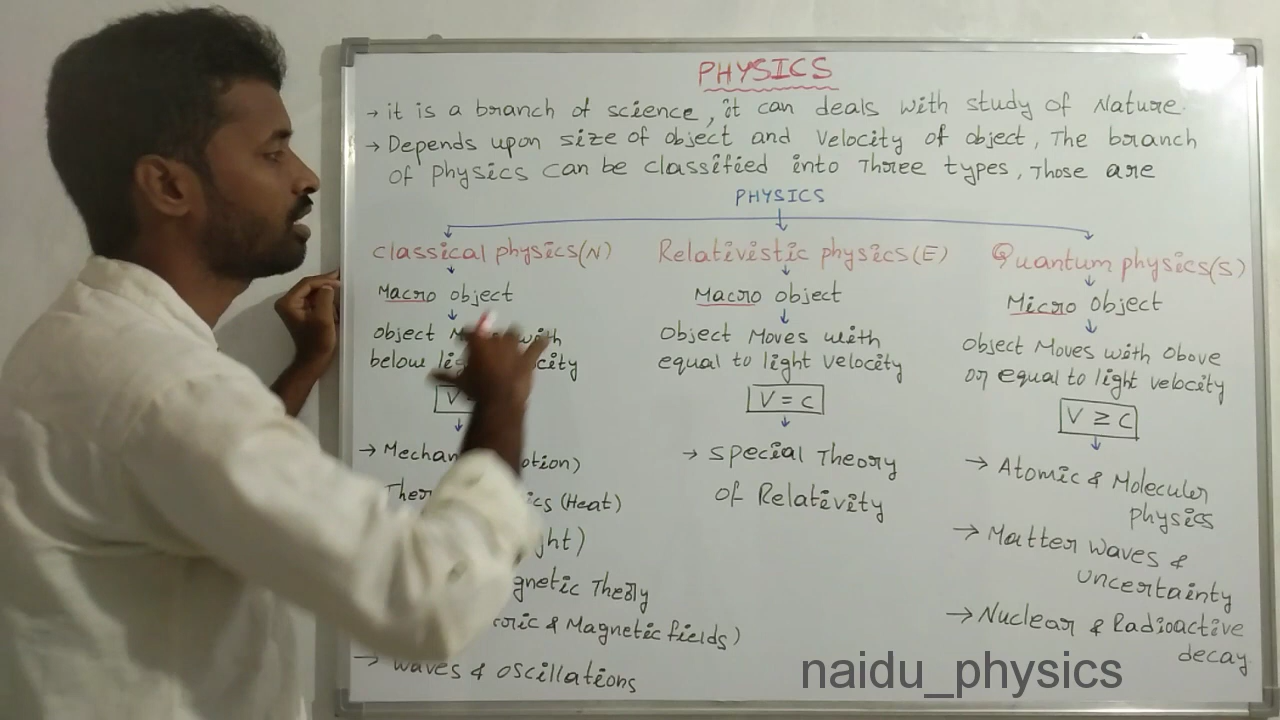 PHYSICS
→ it is a branch of science, it can deals with study of Nature.
→ Depends upon size of object and velocity of object, The branch
of physics can be classified into Three types, Those are
PHYSICS
classical physics(N)
Macro object
object with
below
V
→ Mechan otion)
ics (Heat)
ght)
gnetic Theory
& Magnetic fields)
→ waves & oscillations
Relativistic physics(E)
Macro object
Object Moves with
equal to light velocity
V = C
→ special Theory
of Relativity
Quantum physics(s)
Micro object
Object Moves with Obove
or equal to light velocity
V ≥ C
→ Atomic & Moleculer
physics
→ Matter waves &
uncertainty
→ Nuclear & Radioactive
decay
naidu_physics